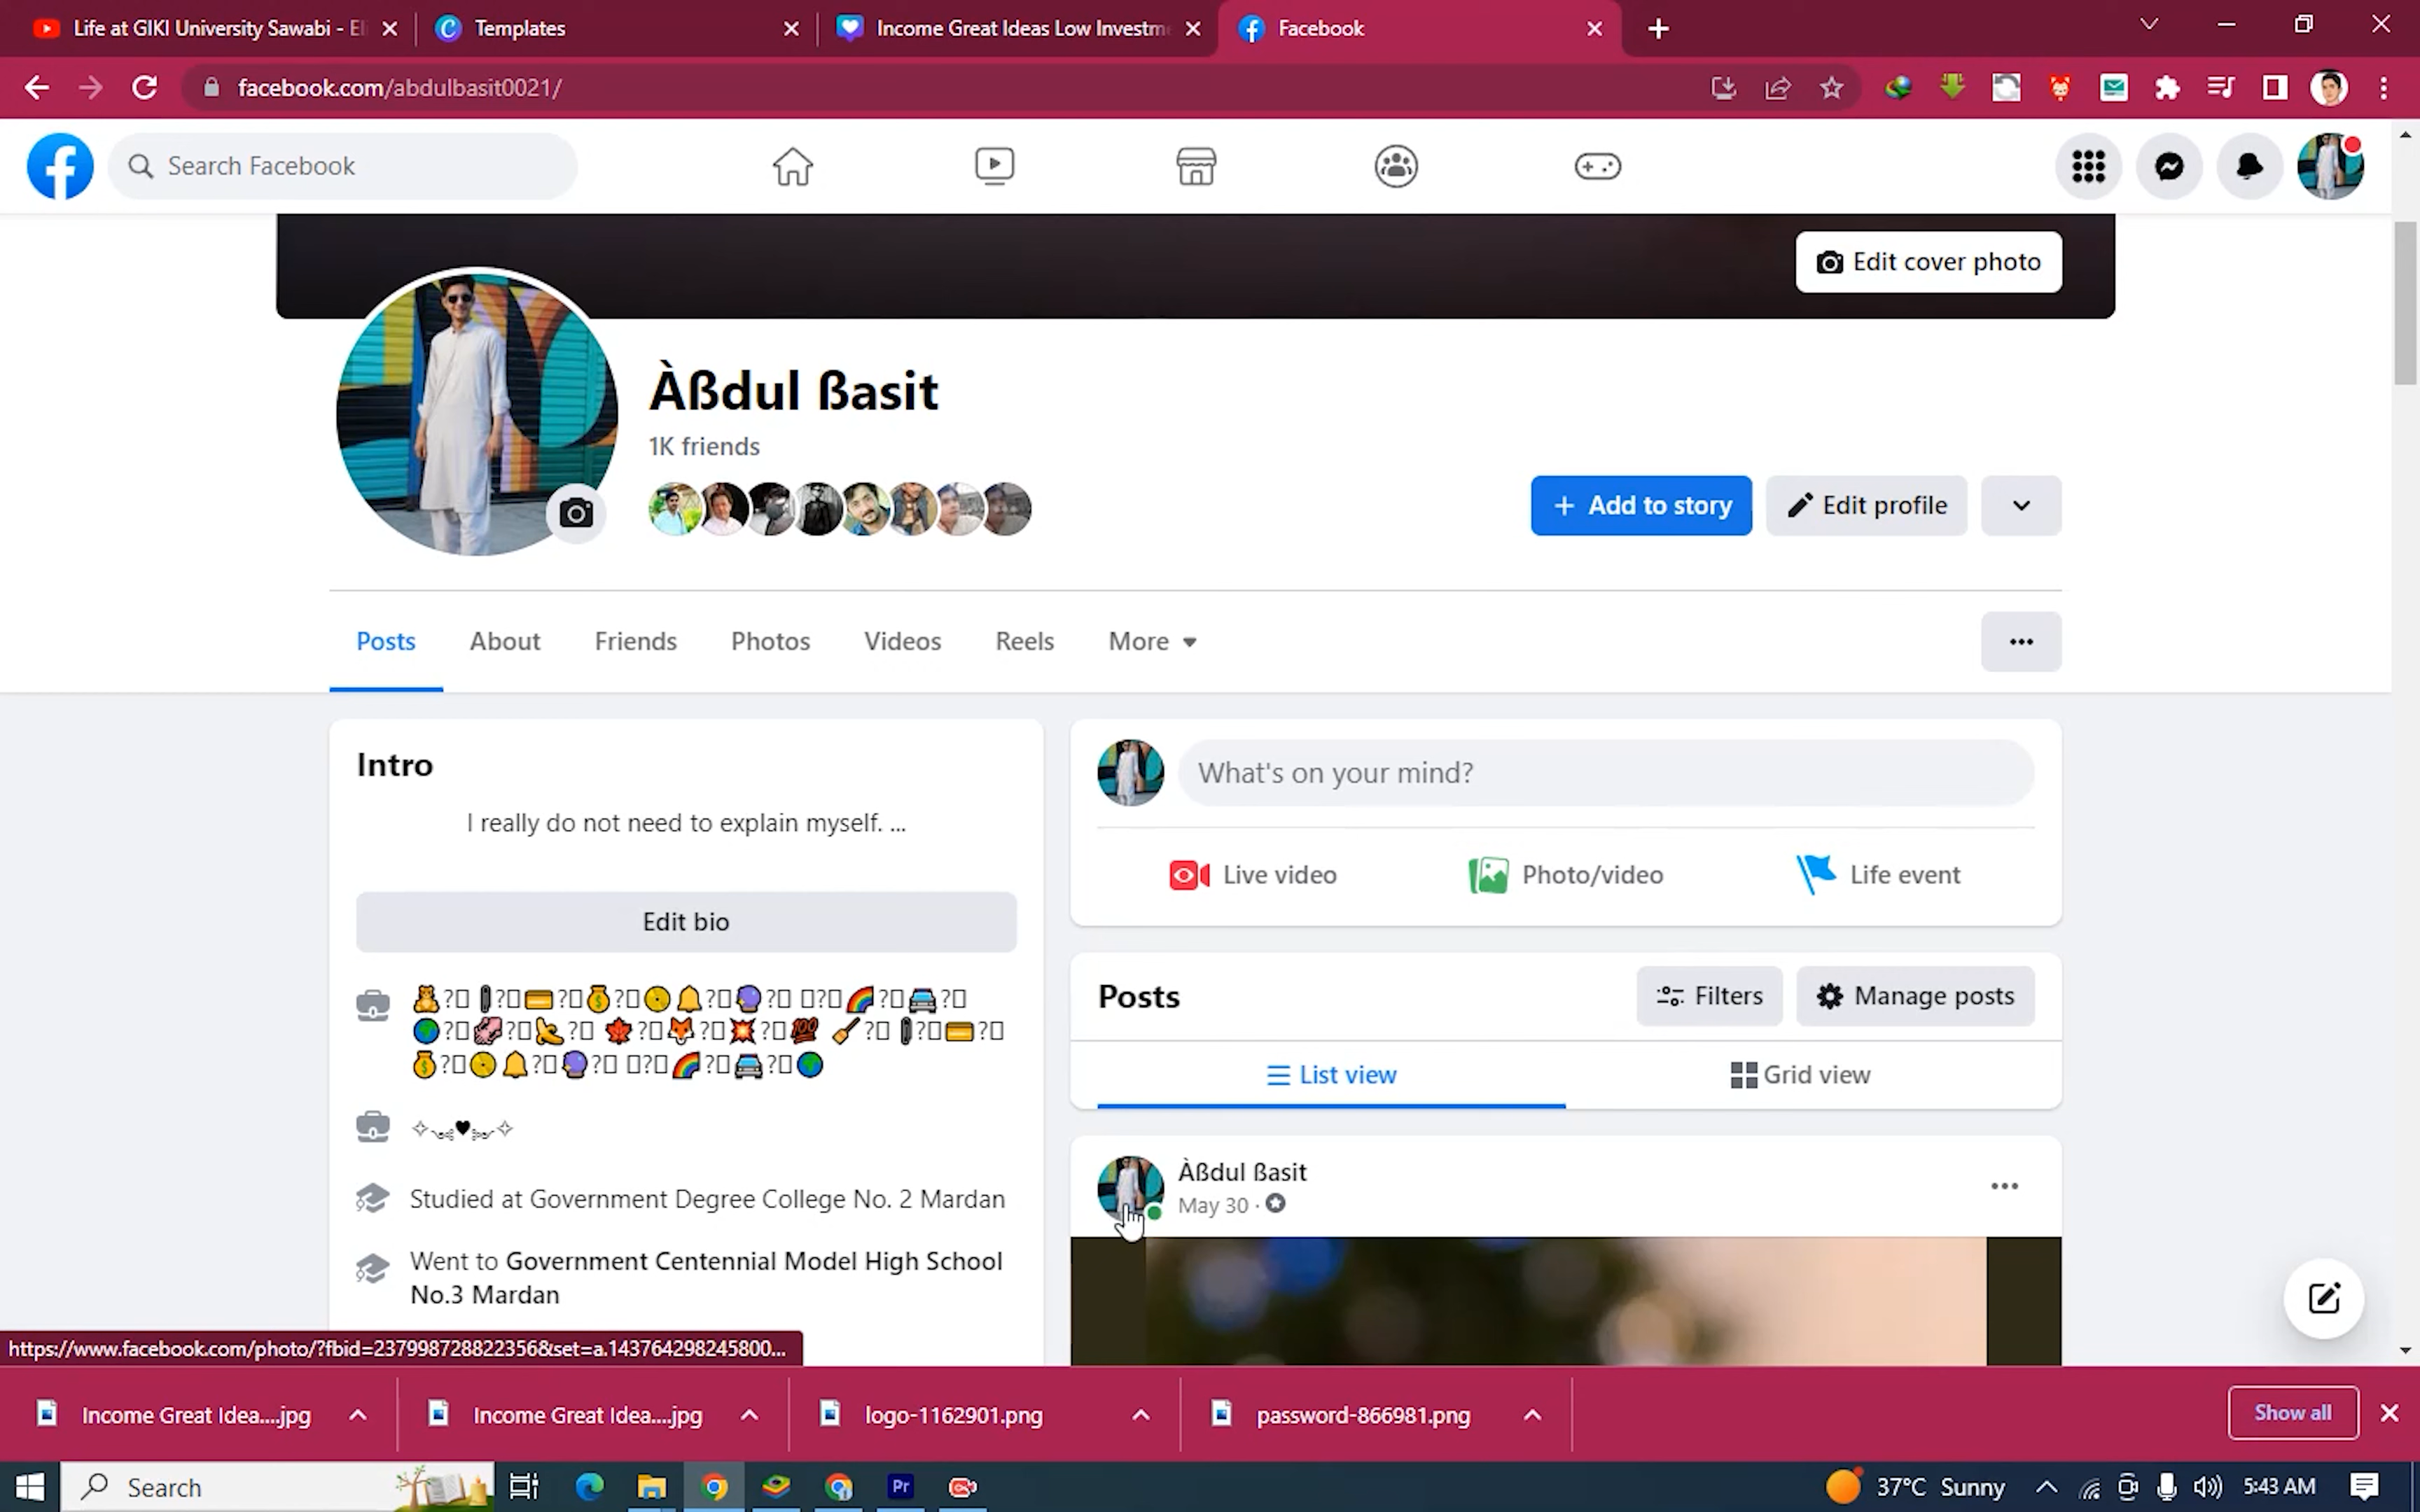 Life at GIKI University Sawabi - El
Templates
Income Great Ideas Low Investm
Facebook
facebook.com/abdulbasit0021/
Search Facebook
Edit cover photo
Àßdul ßasit
1K friends
+ Add to story
Edit profile
Posts
About
Friends
Photos
Videos
Reels
More
Intro
I really do not need to explain myself. ...
Edit bio
Studied at Government Degree College No. 2 Mardan
Went to Government Centennial Model High School
No.3 Mardan
What's on your mind?
Live video
Photo/video
Life event
Posts
Filters
Manage posts
List view
Grid view
Àßdul ßasit
May 30 ·
https://www.facebook.com/photo/?fbid=237998728822356&set=a.143764298245800...
Income Great Idea....jpg
Income Great Idea....jpg
logo-1162901.png
password-866981.png
Show all
Search
Pr
37°C Sunny
5:43 AM